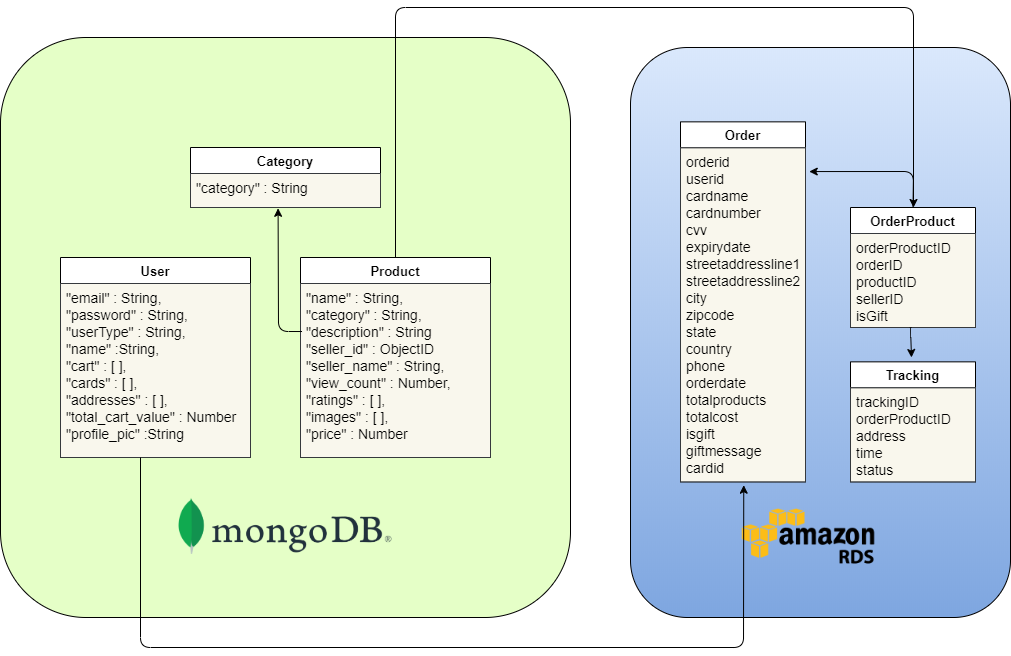 Category
"category" : String
User
"email" : String,
"password" : String,
"userType" : String,
"name" :String,
"cart" : [ ],
"cards" : [ ],
"addresses" : [ ],
"total_cart_value" : Number
"profile_pic" :String
Product
"name" : String,
"category" : String,
"description" : String
"seller_id" : ObjectID
"seller_name" : String,
"view_count" : Number,
"ratings" : [ ],
"images" : [ ],
"price" : Number
mongoDB®
Order
orderid
userid
cardname
cardnumber
cvv
expirydate
streetaddressline1
streetaddressline2
city
zipcode
state
country
phone
orderdate
totalproducts
totalcost
isgift
giftmessage
cardid
OrderProduct
orderProductID
orderID
productID
sellerID
isGift
Tracking
trackingID
orderProductID
address
time
status
amazon
RDS